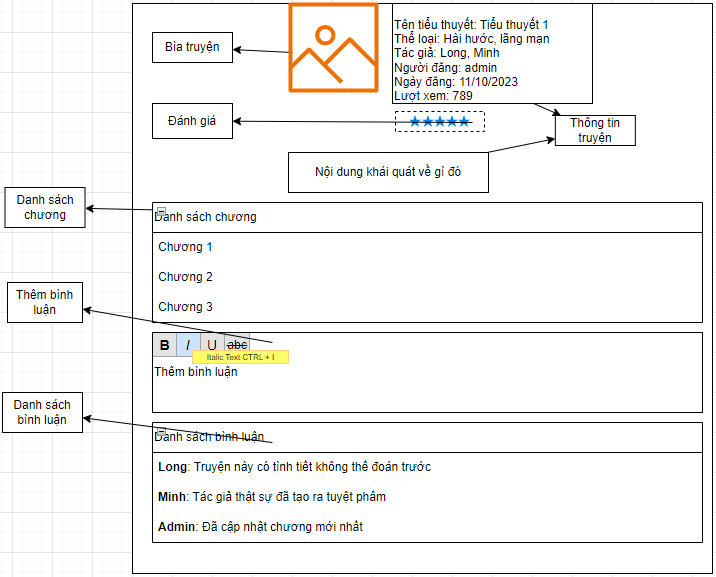 Bìa truyện
Tên tiểu thuyết: Tiểu thuyết 1
Thể loại: Hài hước, lãng mạn
Tác giả: Long, Minh
Người đăng: admin
Ngày đăng: 11/10/2023
Lượt xem: 789
Đánh giá
Thông tin
truyện
Nội dung khái quát về gì đó
Danh sách
chương
Danh sách chương
Chương 1
Chương 2
Chương 3
Thêm bình
luận
B I U abc
Italic Text CTRL + I
Thêm bình luận
Danh sách
bình luận
Danh sách bình luận
Long: Truyện này có tình tiết không thể đoán trước
Minh: Tác giả thật sự đã tạo ra tuyệt phẩm
Admin: Đã cập nhật chương mới nhất